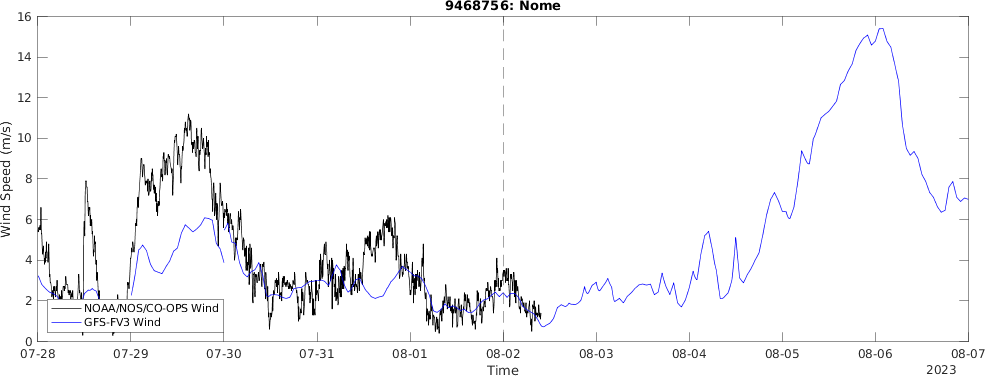 9468756: Nome
Wind Speed (m/s)
16
14
12
10
8
6
4
2
0
NOAA/NOS/CO-OPS Wind
GFS-FV3 Wind
07-28 07-29 07-30 07-31 08-01 08-02 08-03 08-04 08-05 08-06 08-07
Time
2023